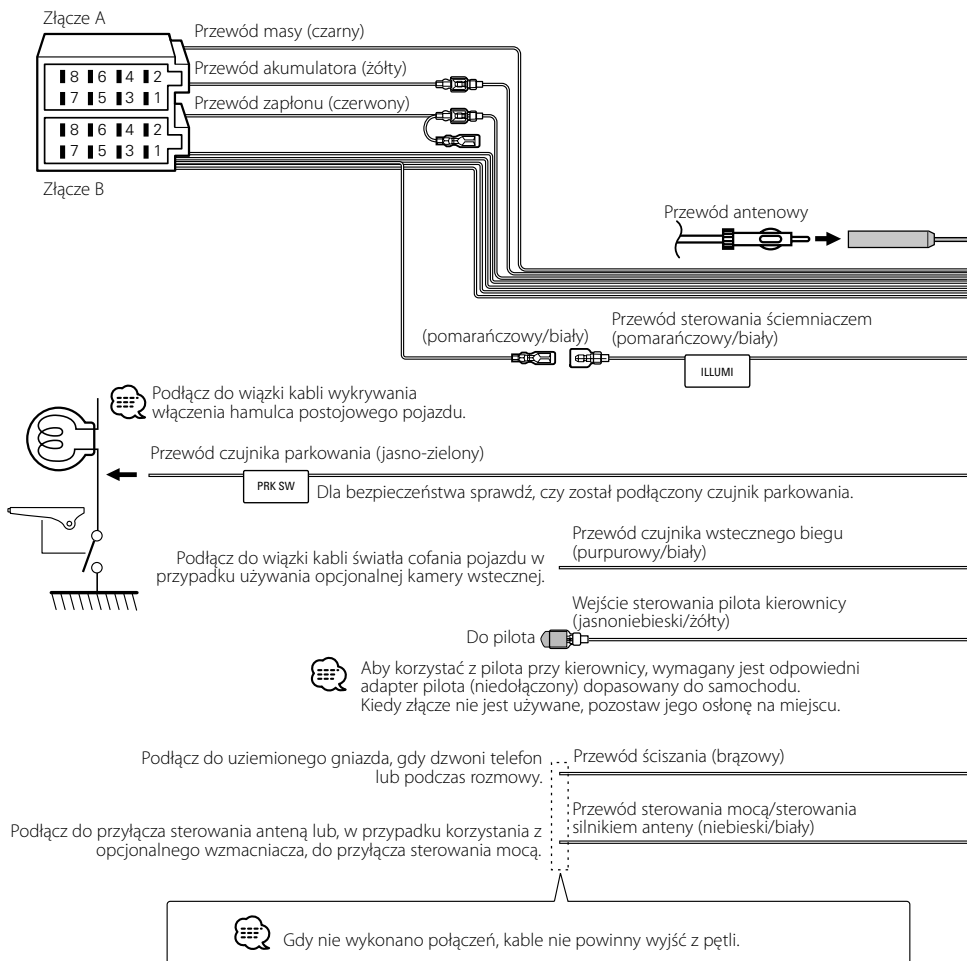 Złącze A
Przewód masy (czarny)
Przewód akumulatora (żółty)
8 6 4 2
7 5 3 1
Przewód zapłonu (czerwony)
8 6 4 2
7 5 3 1
Złącze B
Przewód antenowy
(pomarańczowy/biały)
Przewód sterowania ściemniaczem
(pomarańczowy/biały)
ILLUMI
Podłącz do wiązki kabli wykrywania
włączenia hamulca postojowego pojazdu.
Przewód czujnika parkowania (jasno-zielony)
PRK SW
Dla bezpieczeństwa sprawdź, czy został podłączony czujnik parkowania.
Przewód czujnika wstecznego biegu
(purpurowy/biały)
Podłącz do wiązki kabli światła cofania pojazdu w
przypadku używania opcjonalnej kamery wstecznej.
Wejście sterowania pilota kierownicy
(jasnoniebieski/żółty)
Do pilota
Aby korzystać z pilota przy kierownicy, wymagany jest odpowiedni
adapter pilota (niedołączony) dopasowany do samochodu.
Kiedy złącze nie jest używane, pozostaw jego osłonę na miejscu.
Podłącz do uziemionego gniazda, gdy dzwoni telefon
lub podczas rozmowy.
Przewód ściszania (brązowy)
Przewód sterowania mocą/sterowania
silnikiem anteny (niebieski/biały)
Podłącz do przyłącza sterowania anteną lub, w przypadku korzystania z
opcjonalnego wzmacniacza, do przyłącza sterowania mocą.
Gdy nie wykonano połączeń, kable nie powinny wyjść z pętli.